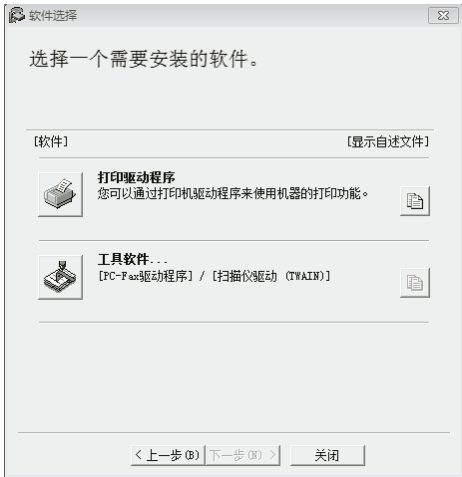 软件选择
选择一个需要安装的软件。
[软件] [显示自述文件]
打印驱动程序
您可以通过打印机驱动程序来使用机器的打印功能。
工具软件...
[PC-Fax驱动程序] / [扫描仪驱动 (TWAIN)]
< 上一步(B) 下一步(N) > 关闭